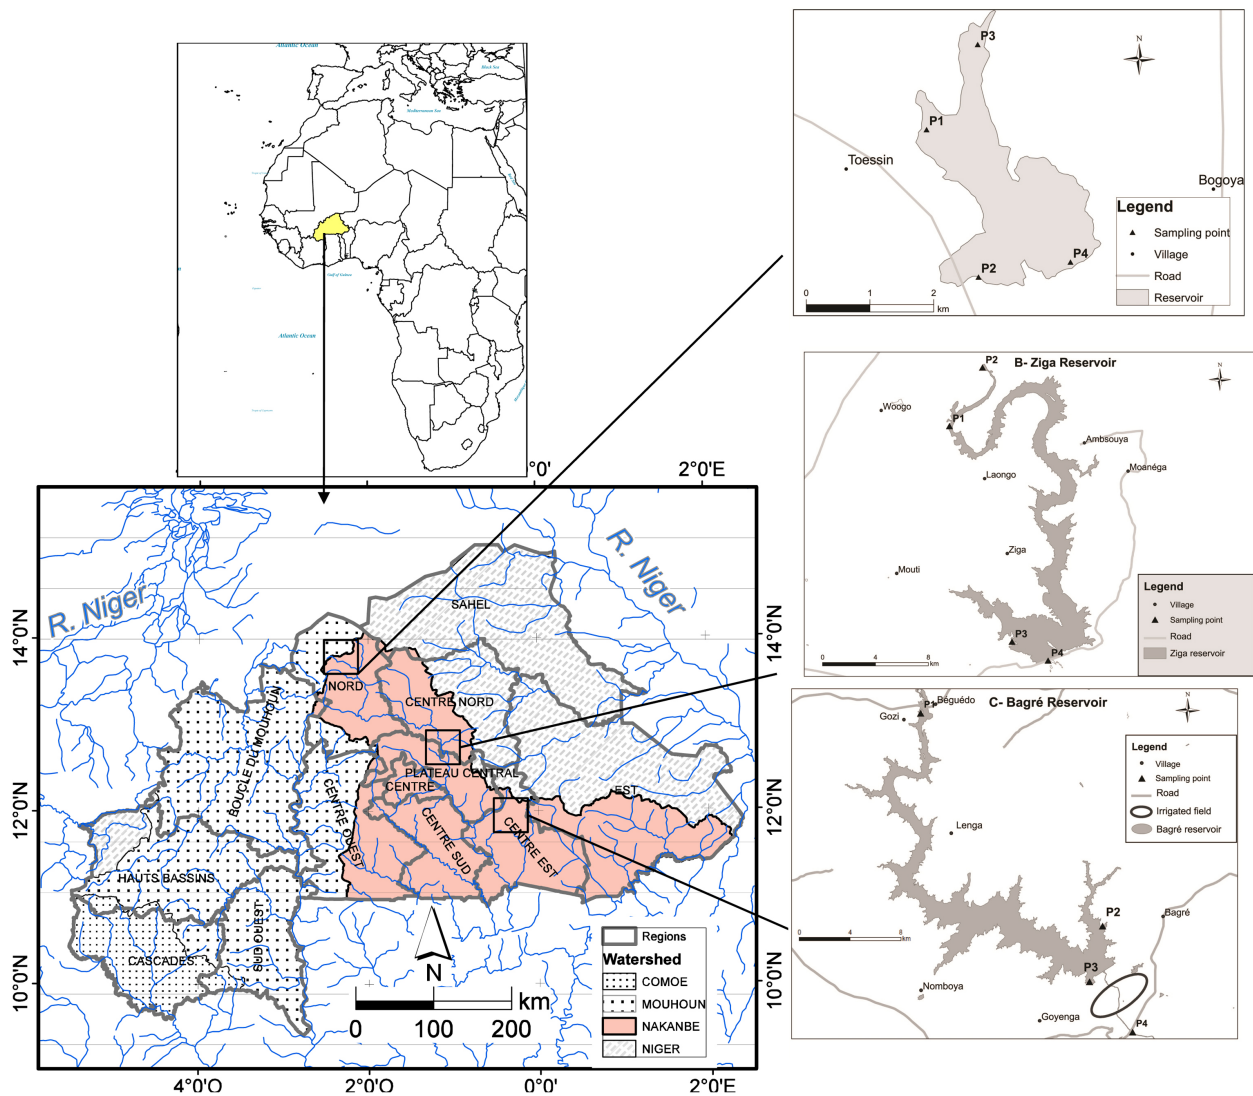 Atlantic Ocean
Black Sea
Mediterranean Sea
Gulf of Guinea
Atlantic Ocean
0'
2°0'E
14°0'N
12°0'N
10°0'N
14°0'N
12°0'N
10°0'N
4°0'O
2°0'O
0°0'
2°0'E
R. Niger
R. Niger
SAHEL
NORD
CENTRE NORD
BOUCLE DU MOUHOUN
PLATEAU CENTRAL
CENTRE
EST
CENTRE OUEST
CENTRE SUD
CENTRE EST
HAUTS BASSINS
SUD OUEST
CASCADES
N
km
0 100 200
Regions
Watershed
COMOE
MOUHOUN
NAKANBE
NIGER
P3
N
P1
Toessin
Bogoya
P2
P4
0 1 2
km
Legend
Sampling point
Village
Road
Reservoir
B- Ziga Reservoir
P2
N
Woogo
P1
Ambsouya
Moanéga
Laongo
Ziga
Mouti
P3
P4
0 4 8
km
Legend
Village
Sampling point
Road
Ziga reservoir
C- Bagré Reservoir
P1
Béguédo
N
Gozi
Lenga
P2
Bagré
P3
Nomboya
Goyenga
P4
0 4 8
km
Legend
Village
Sampling point
Road
Irrigated field
Bagré reservoir